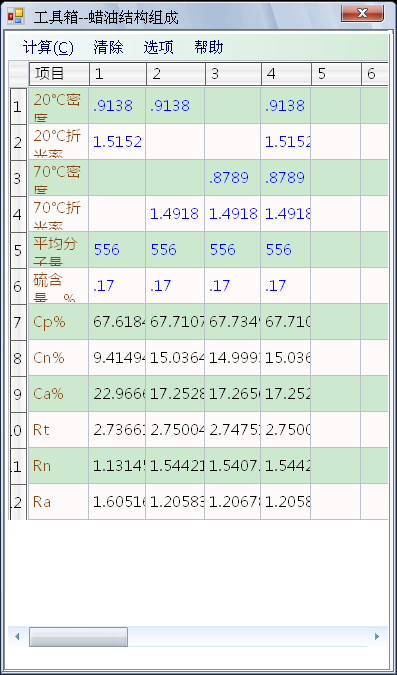 工具箱--蜡油结构组成
计算(C) 清除 选项 帮助
项目 1 2 3 4 5 6
1 20℃密度 .9138 .9138 .9138
2 20℃折光率 1.5152 1.5152
3 70℃密度 .8789 .8789
4 70℃折光率 1.4918 1.4918 1.4918
5 平均分子量 556 556 556 556
6 硫含量 % .17 .17 .17 .17
7 Cp% 67.6184 67.7107 67.7349 67.710
8 Cn% 9.41494 15.0364 14.9993 15.036
9 Ca% 22.9666 17.2528 17.2656 17.252
10 Rt 2.73661 2.75004 2.74751 2.7500
11 Rn 1.13145 1.54421 1.54071 1.5442
12 Ra 1.60516 1.20583 1.20678 1.2058